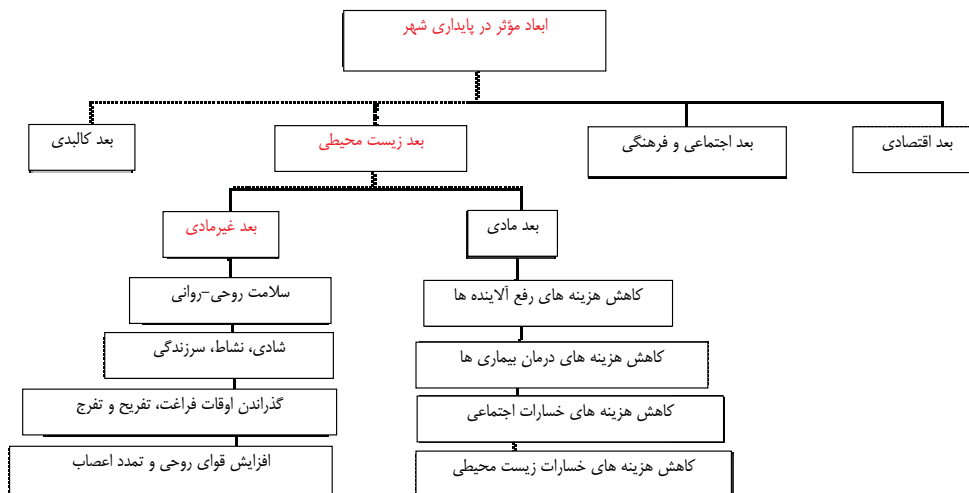 ابعاد مؤثر در پایداری شهر
بعد اقتصادی
بعد اجتماعی و فرهنگی
بعد زیست محیطی
بعد کالبدی
بعد مادی
بعد غیرمادی
کاهش هزینه های رفع آلاینده ها
کاهش هزینه های درمان بیماری ها
کاهش هزینه های خسارات اجتماعی
کاهش هزینه های خسارات زیست محیطی
سلامت روحی-روانی
شادی، نشاط، سرزندگی
گذراندن اوقات فراغت، تفریح و تفرج
افزایش قوای روحی و تمدد اعصاب